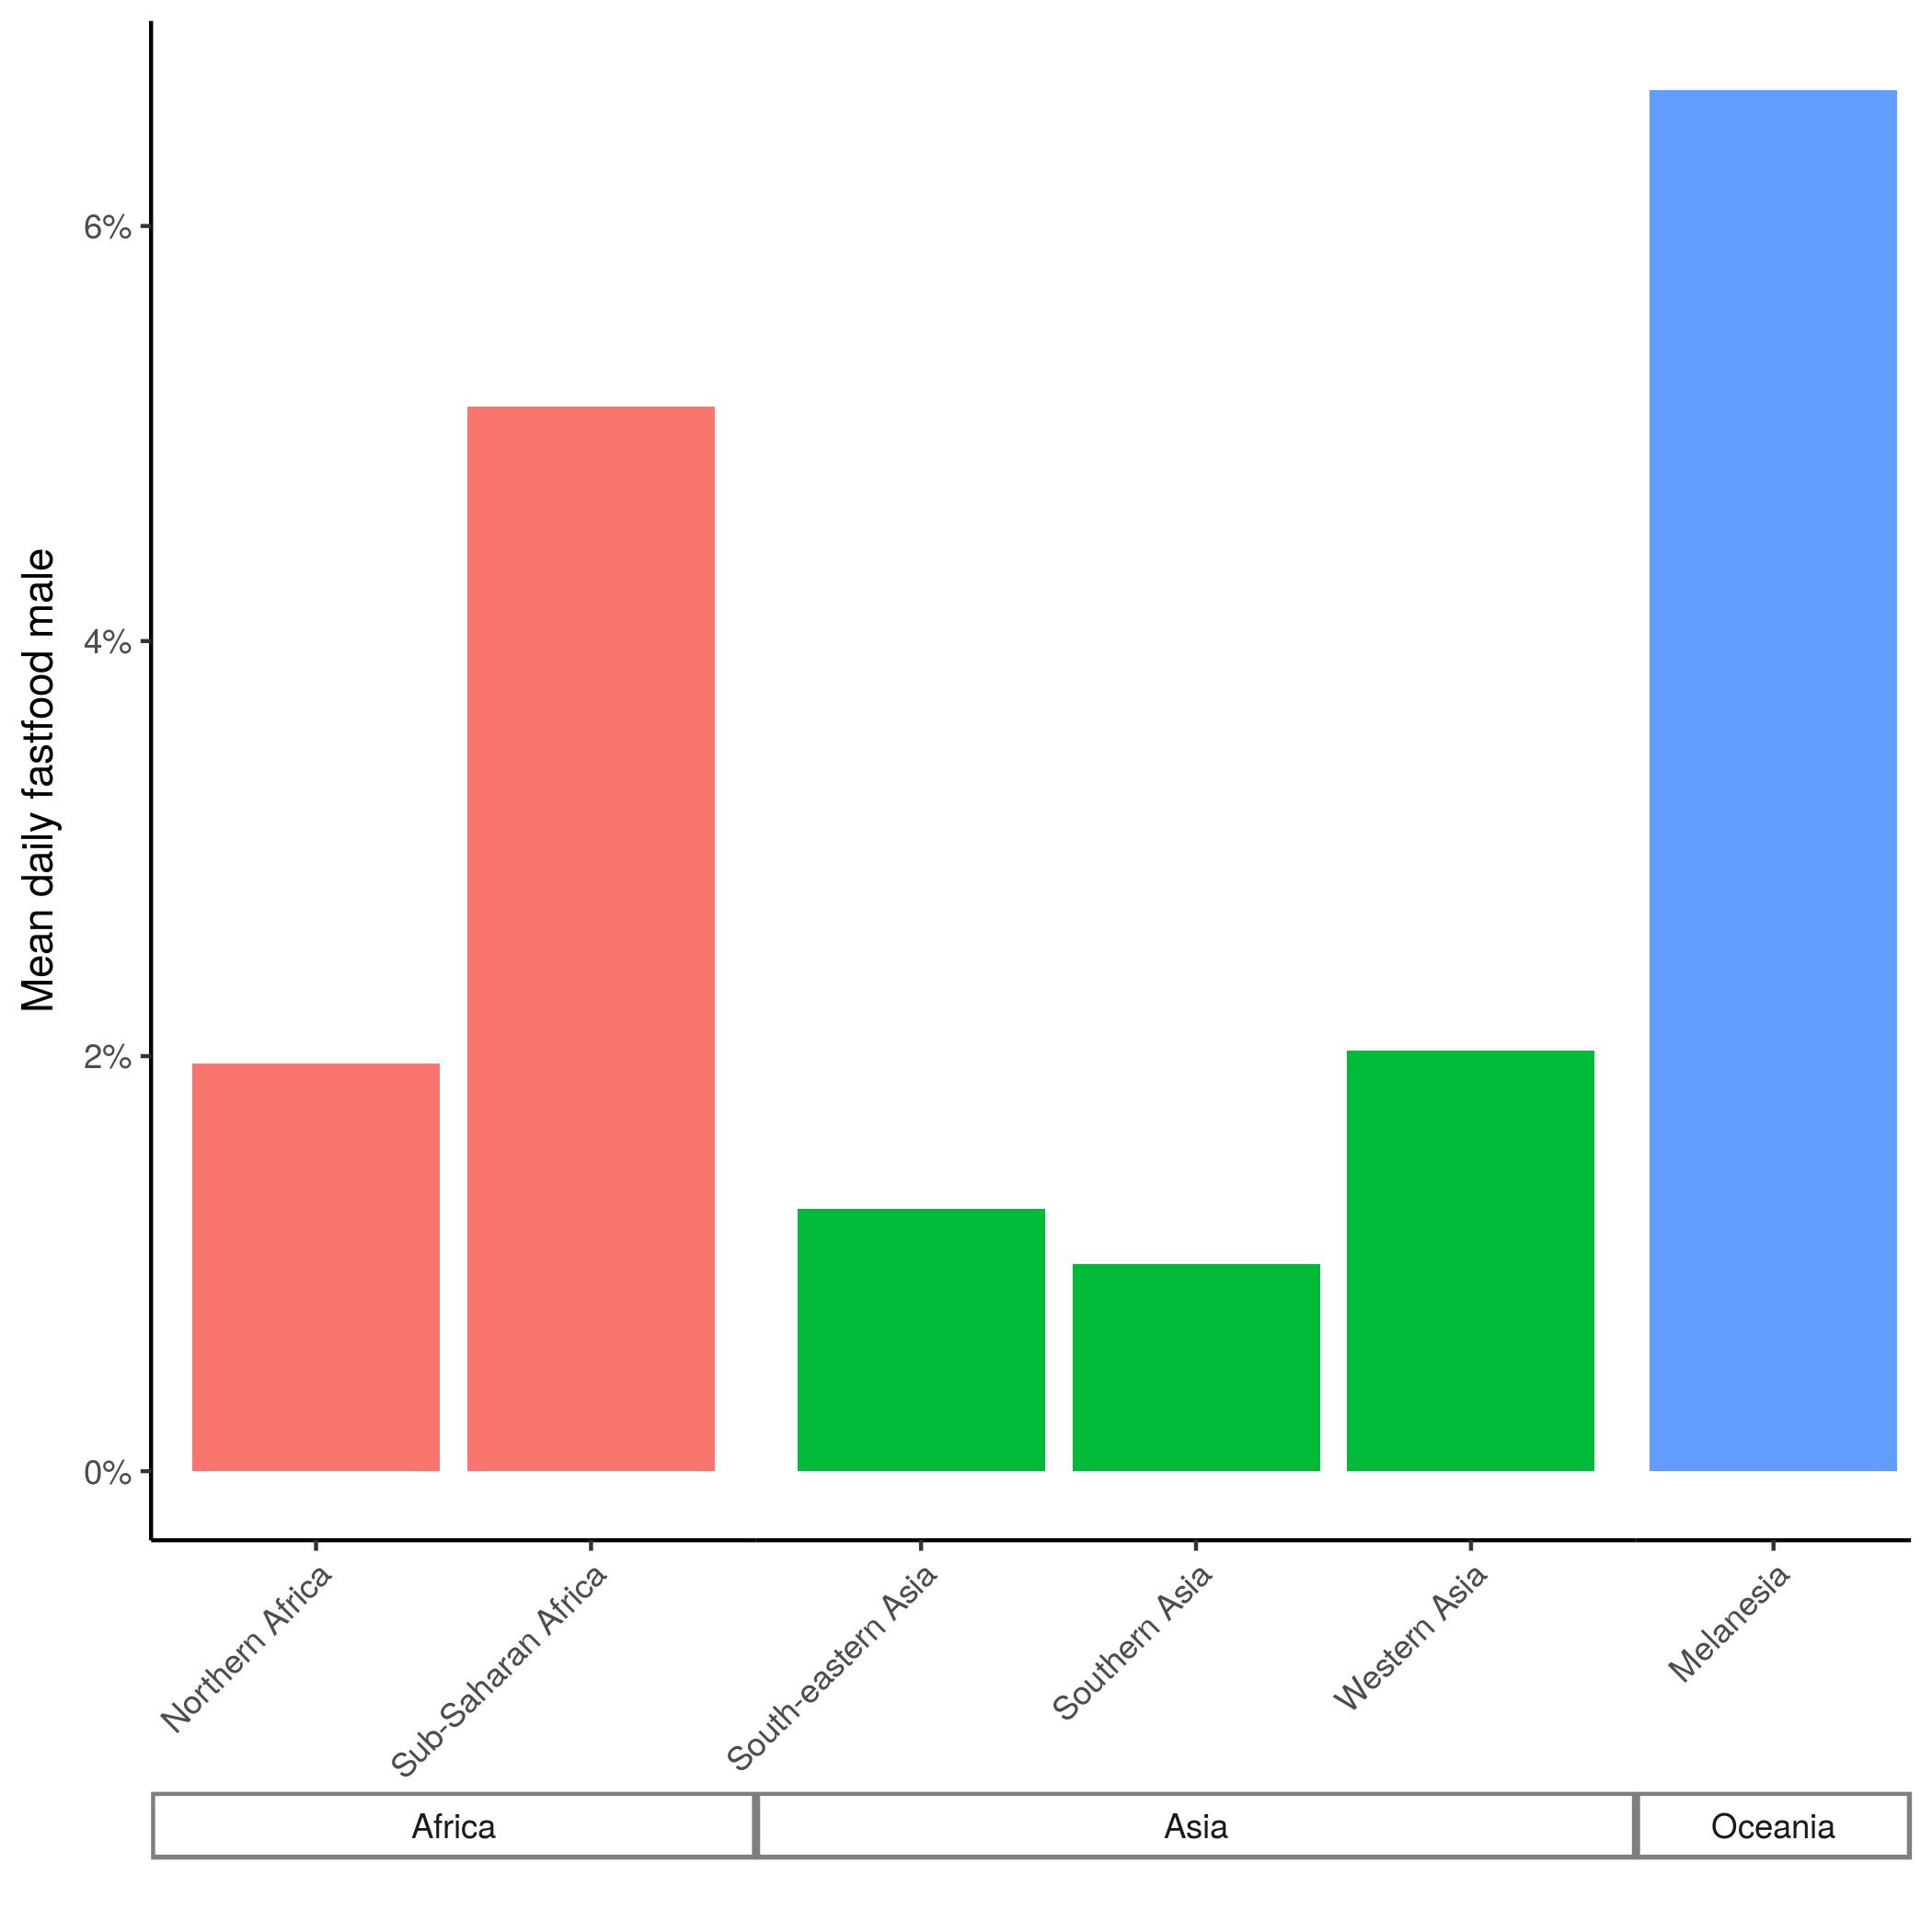 Mean daily fastfood male
6%
4%
2%
0%
Northern Africa
Sub-Saharan Africa
South-eastern Asia
Southern Asia
Western Asia
Melanesia
Africa
Asia
Oceania